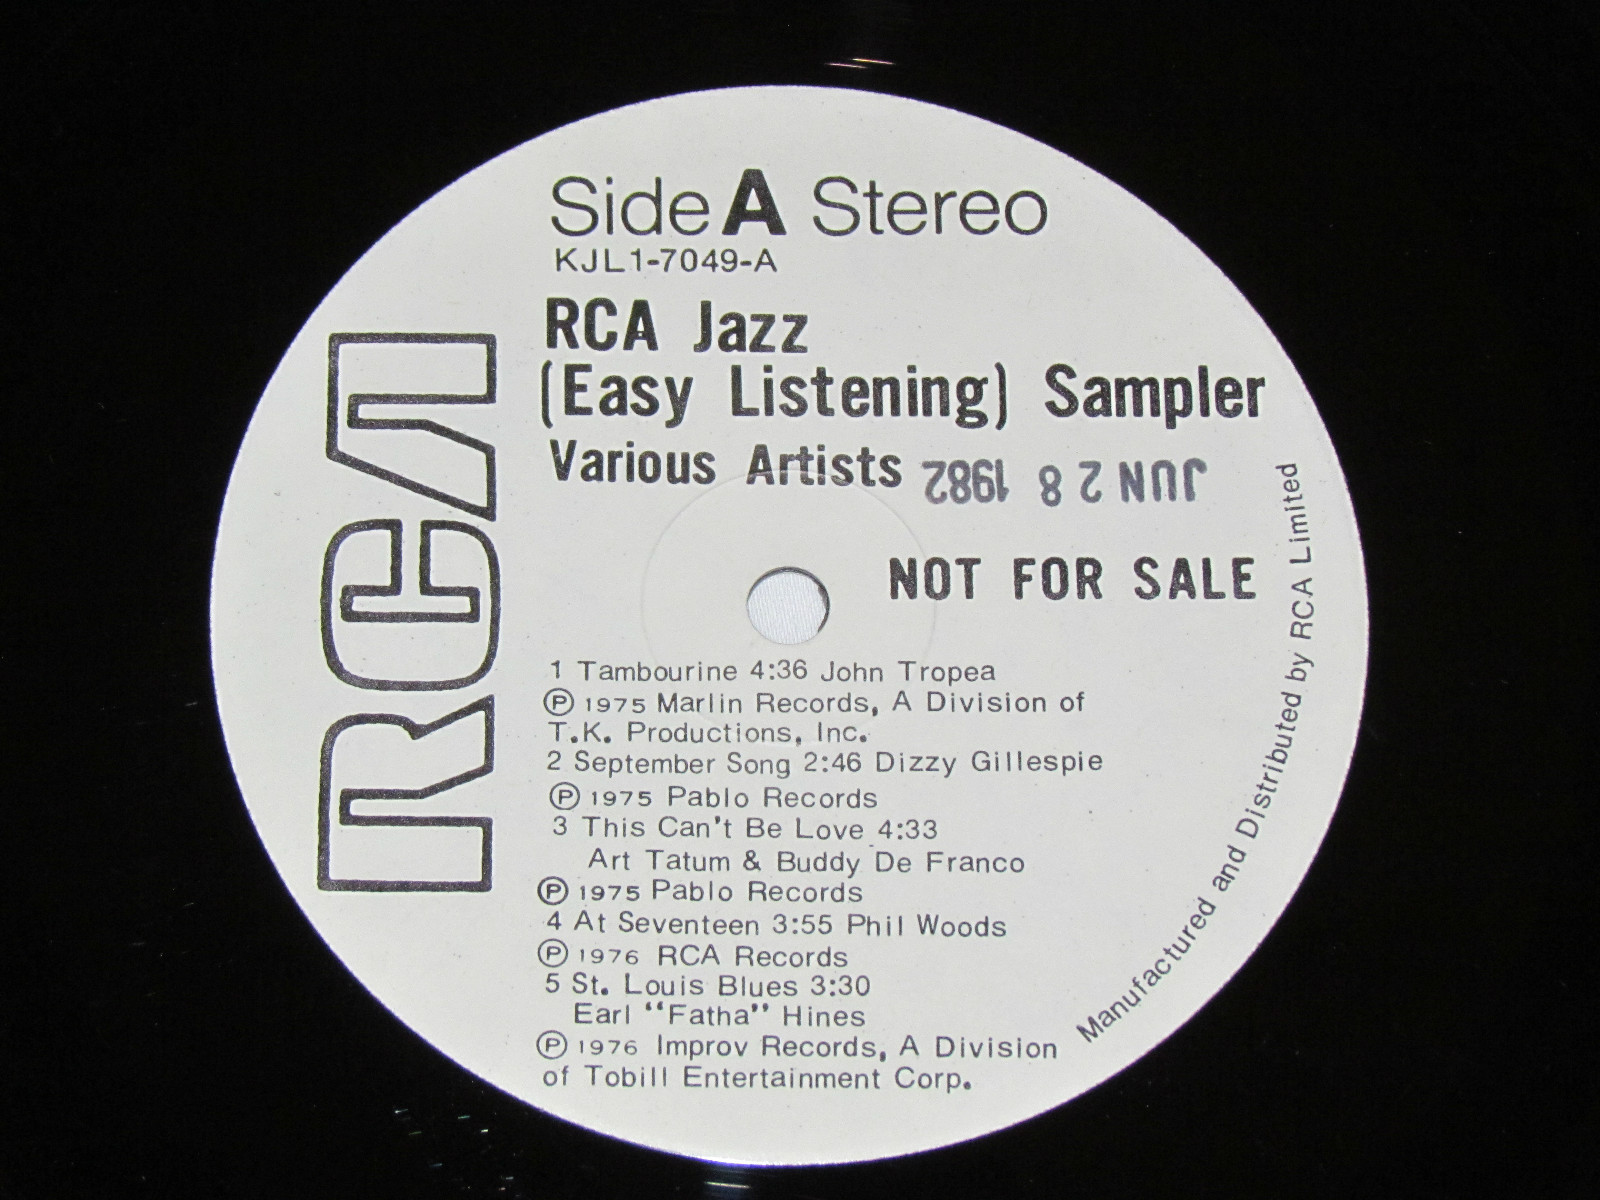 Side A Stereo
KJL1-7049-A
RCA Jazz
(Easy Listening) Sampler
Various Artists
JUN 28 1982
NOT FOR SALE
RCA
1 Tambourine 4:36 John Tropea
℗ 1975 Marlin Records, A Division of
T.K. Productions, Inc.
2 September Song 2:46 Dizzy Gillespie
℗ 1975 Pablo Records
3 This Can't Be Love 4:33
Art Tatum & Buddy De Franco
℗ 1975 Pablo Records
4 At Seventeen 3:55 Phil Woods
℗ 1976 RCA Records
5 St. Louis Blues 3:30
Earl “Fatha” Hines
℗ 1976 Improv Records, A Division
of Tobill Entertainment Corp.
Manufactured and Distributed by RCA Limited